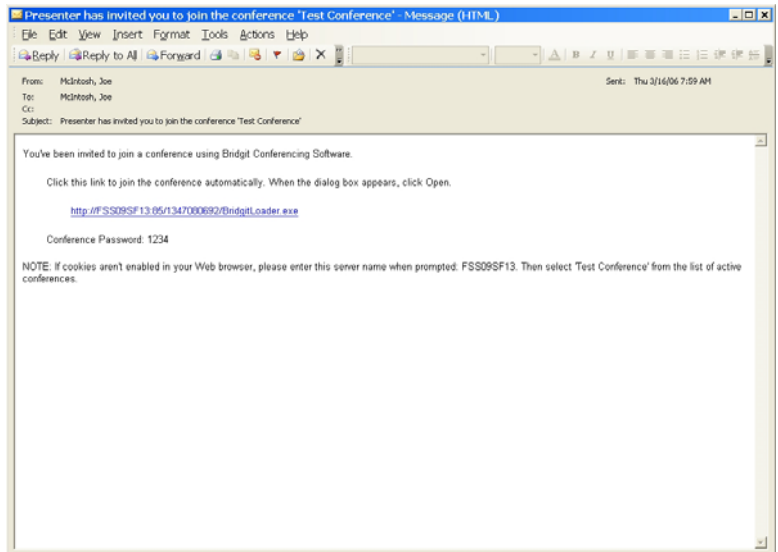 Presenter has invited you to join the conference 'Test Conference' - Message (HTML)
File Edit View Insert Format Tools Actions Help
Reply Reply to All Forward
From: McIntosh, Joe Sent: Thu 3/16/06 7:59 AM
To: McIntosh, Joe
Cc:
Subject: Presenter has invited you to join the conference 'Test Conference'
You've been invited to join a conference using Bridgit Conferencing Software.
Click this link to join the conference automatically. When the dialog box appears, click Open.
http://FSS09SF13:85/1347080692/BridgitLoader.exe
Conference Password: 1234
NOTE: If cookies aren't enabled in your Web browser, please enter this server name when prompted: FSS09SF13. Then select 'Test Conference' from the list of active
conferences.